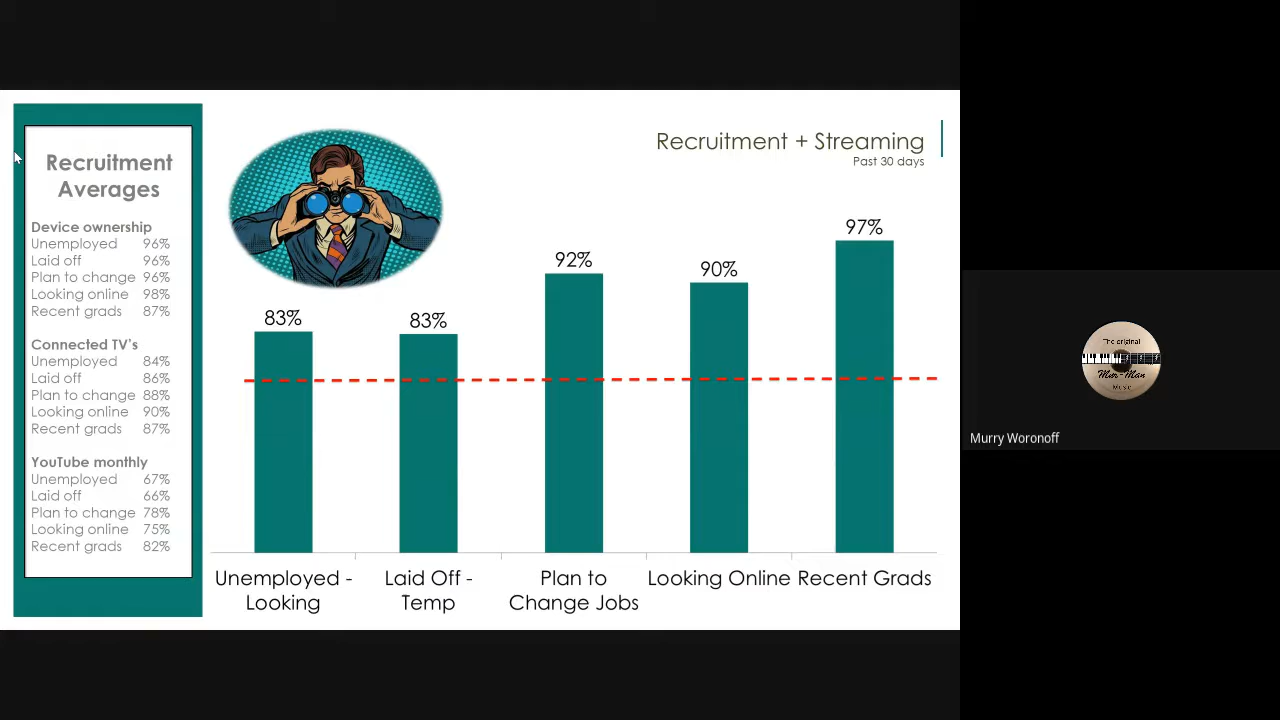 Recruitment
Averages
Device ownership
Unemployed 96%
Laid off 96%
Plan to change 96%
Looking online 98%
Recent grads 87%
Connected TV's
Unemployed 84%
Laid off 86%
Plan to change 88%
Looking online 90%
Recent grads 87%
YouTube monthly
Unemployed 67%
Laid off 66%
Plan to change 78%
Looking online 75%
Recent grads 82%
Recruitment + Streaming
Past 30 days
83%
83%
92%
90%
97%
Unemployed -
Looking
Laid Off -
Temp
Plan to
Change Jobs
Looking Online
Recent Grads
The original
Mur-Man
Music
Murry Woronoff